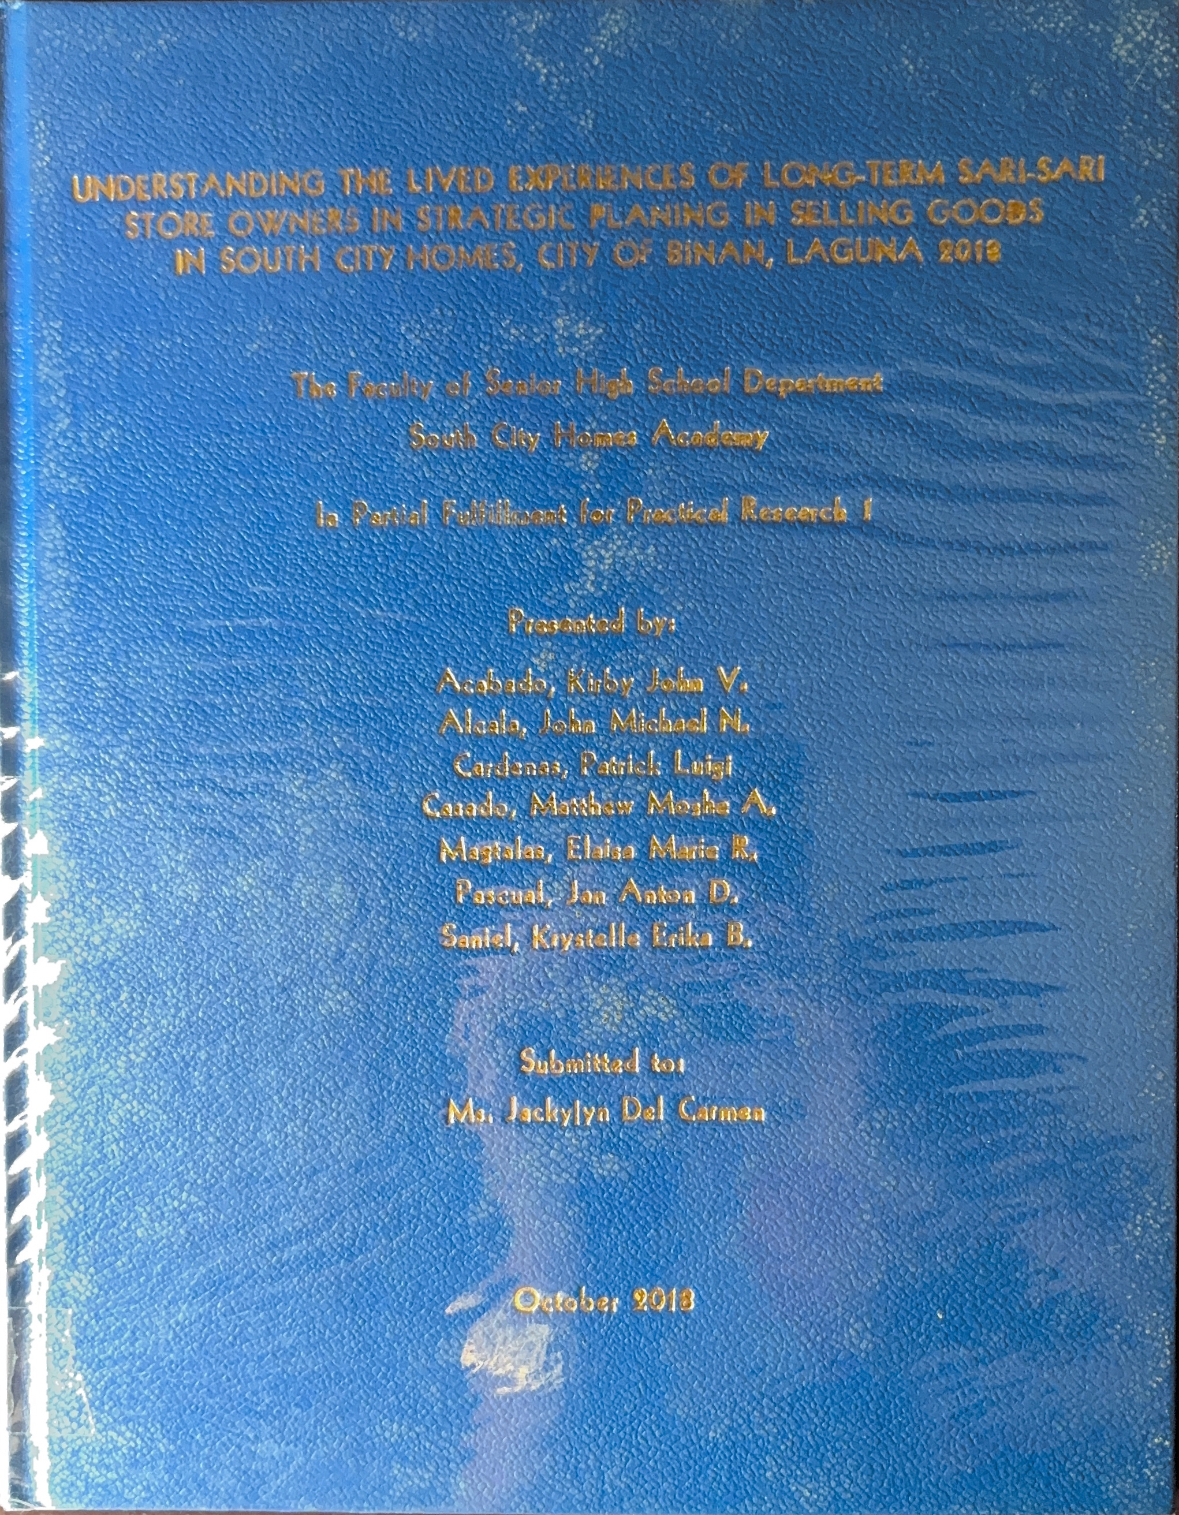 UNDERSTANDING THE LIVED EXPERIENCES OF LONG-TERM SARI-SARI
STORE OWNERS IN STRATEGIC PLANING IN SELLING GOODS
IN SOUTH CITY HOMES, CITY OF BINAN, LAGUNA 2018
The Faculty of Senior High School Department
South City Homes Academy
In Partial Fulfillment for Practical Research 1
Presented by:
Acabado, Kirby John V.
Alcala, John Michael N.
Cardenas, Patrick Luigi
Casado, Matthew Moshe A.
Magtalas, Elaisa Marie R.
Pascual, Jan Anton D.
Saniel, Krystelle Erika B.
Submitted to:
Ms. Jackylyn Del Carmen
October 2018